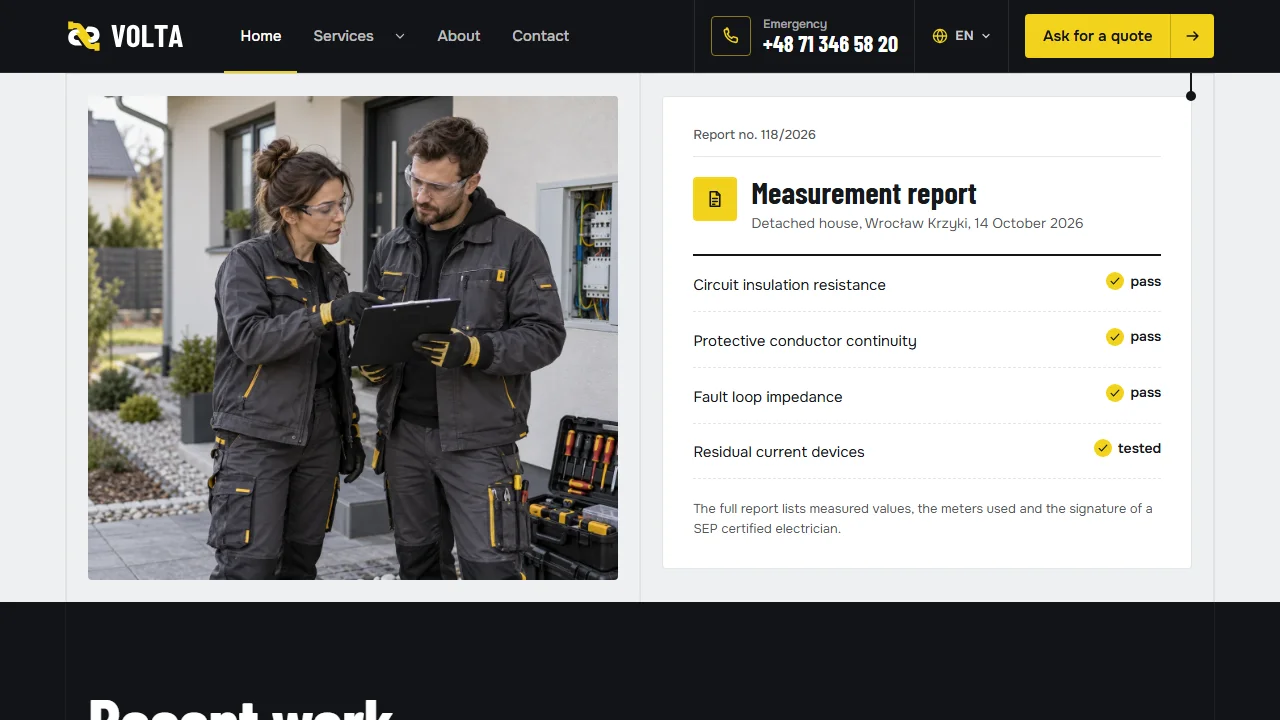 VOLTA
Home
Services
About
Contact
Emergency
+48 71 346 58 20
EN
Ask for a quote
Report no. 118/2026
Measurement report
Detached house, Wrocław Krzyki, 14 October 2026
Circuit insulation resistance
pass
Protective conductor continuity
pass
Fault loop impedance
pass
Residual current devices
tested
The full report lists measured values, the meters used and the signature of a
SEP certified electrician.
Recent work